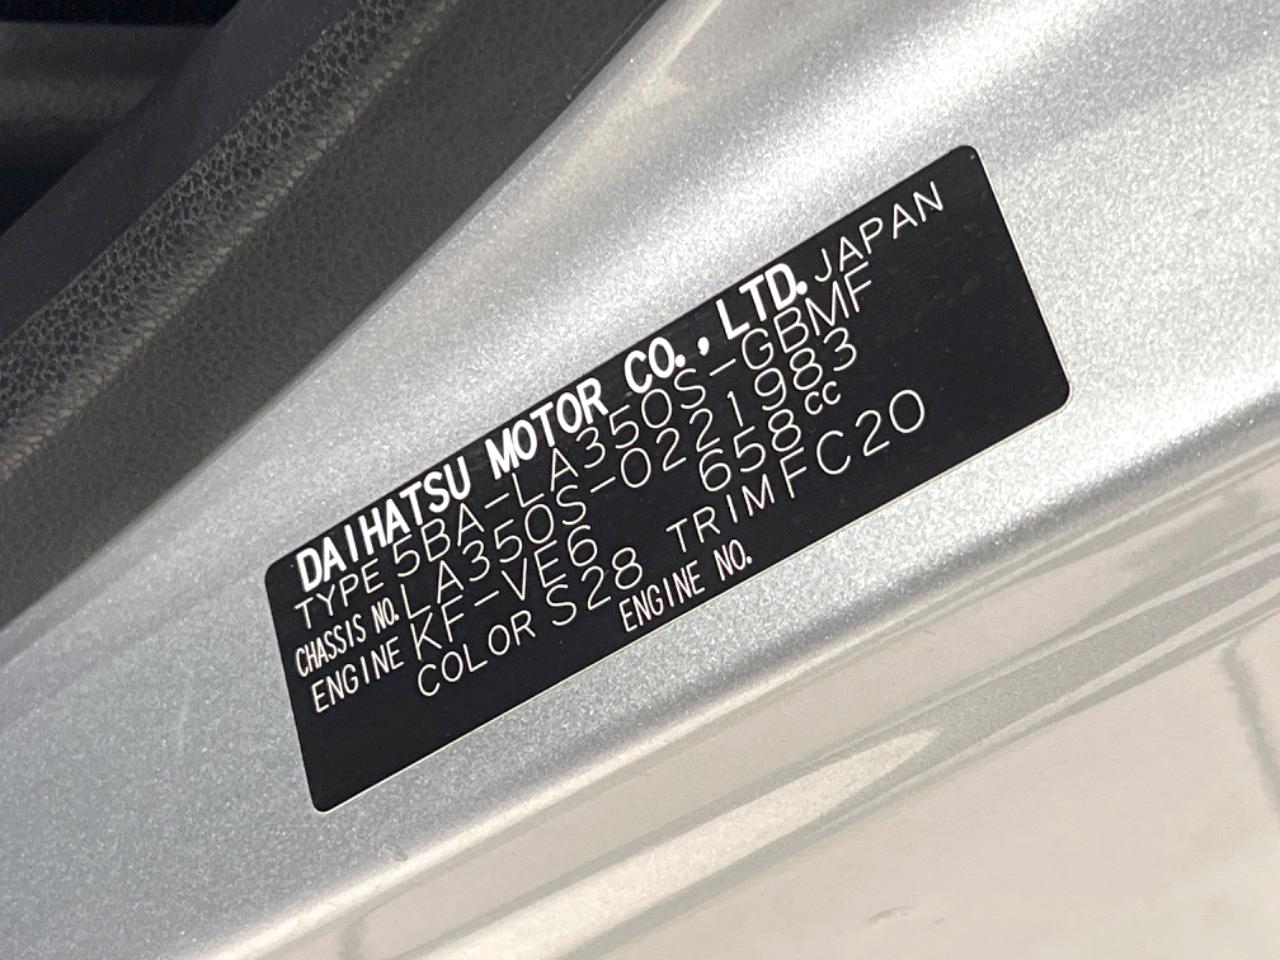 DAIHATSU MOTOR CO., LTD. JAPAN
TYPE 5BA-LA350S-GBMF
CHASSIS NO. LA350S-0221983
ENGINE KF-VE6 658cc
COLOR S28 TRIM FC20
ENGINE NO.